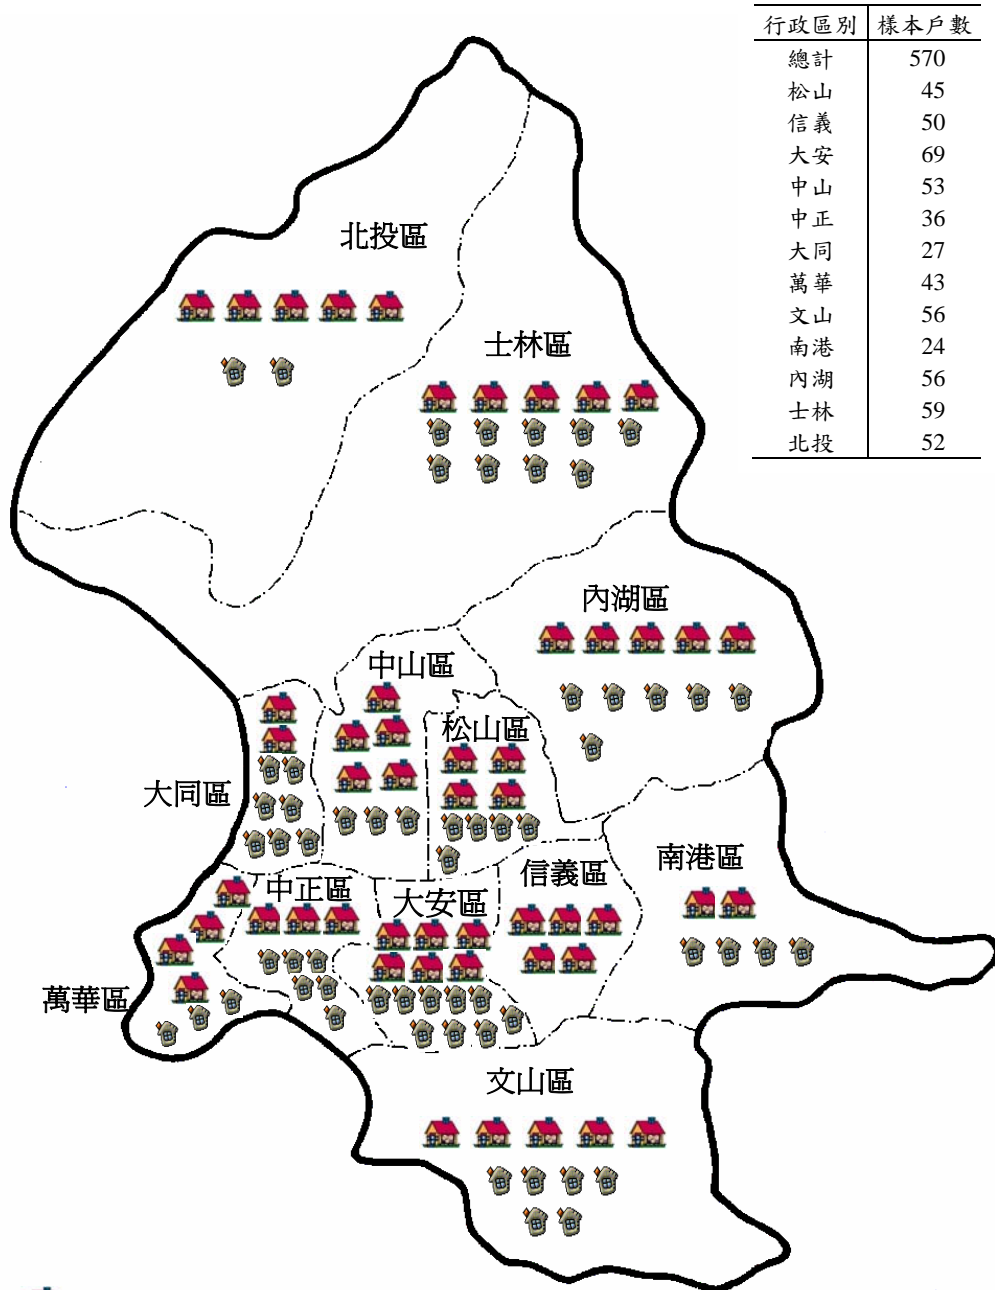 行政區別 樣本戶數
總計 570
松山 45
信義 50
大安 69
中山 53
中正 36
大同 27
萬華 43
文山 56
南港 24
內湖 56
士林 59
北投 52
北投區
士林區
內湖區
中山區
松山區
大同區
南港區
信義區
中正區
大安區
萬華區
文山區